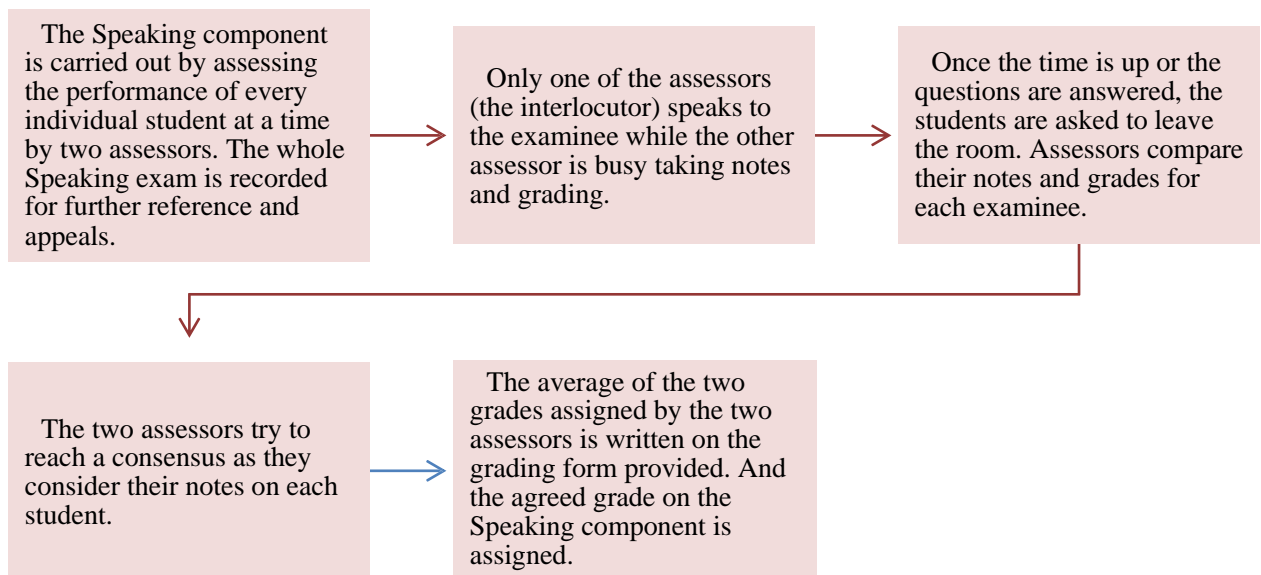 The Speaking component
is carried out by assessing
the performance of every
individual student at a time
by two assessors. The whole
Speaking exam is recorded
for further reference and
appeals.
Only one of the assessors
(the interlocutor) speaks to
the examinee while the other
assessor is busy taking notes
and grading.
Once the time is up or the
questions are answered, the
students are asked to leave
the room. Assessors compare
their notes and grades for
each examinee.
The two assessors try to
reach a consensus as they
consider their notes on each
student.
The average of the two
grades assigned by the two
assessors is written on the
grading form provided. And
the agreed grade on the
Speaking component is
assigned.